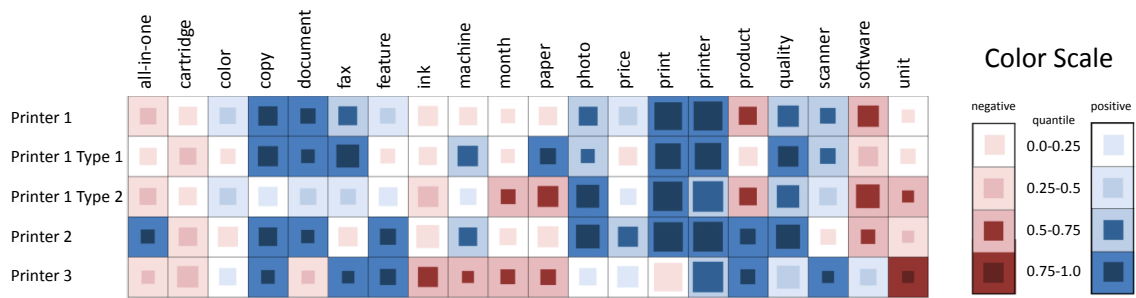 all-in-one cartridge color copy document fax feature ink machine month paper photo price print printer product quality scanner software unit
Printer 1
Printer 1 Type 1
Printer 1 Type 2
Printer 2
Printer 3
Color Scale
negative quantile positive
0.0-0.25
0.25-0.5
0.5-0.75
0.75-1.0